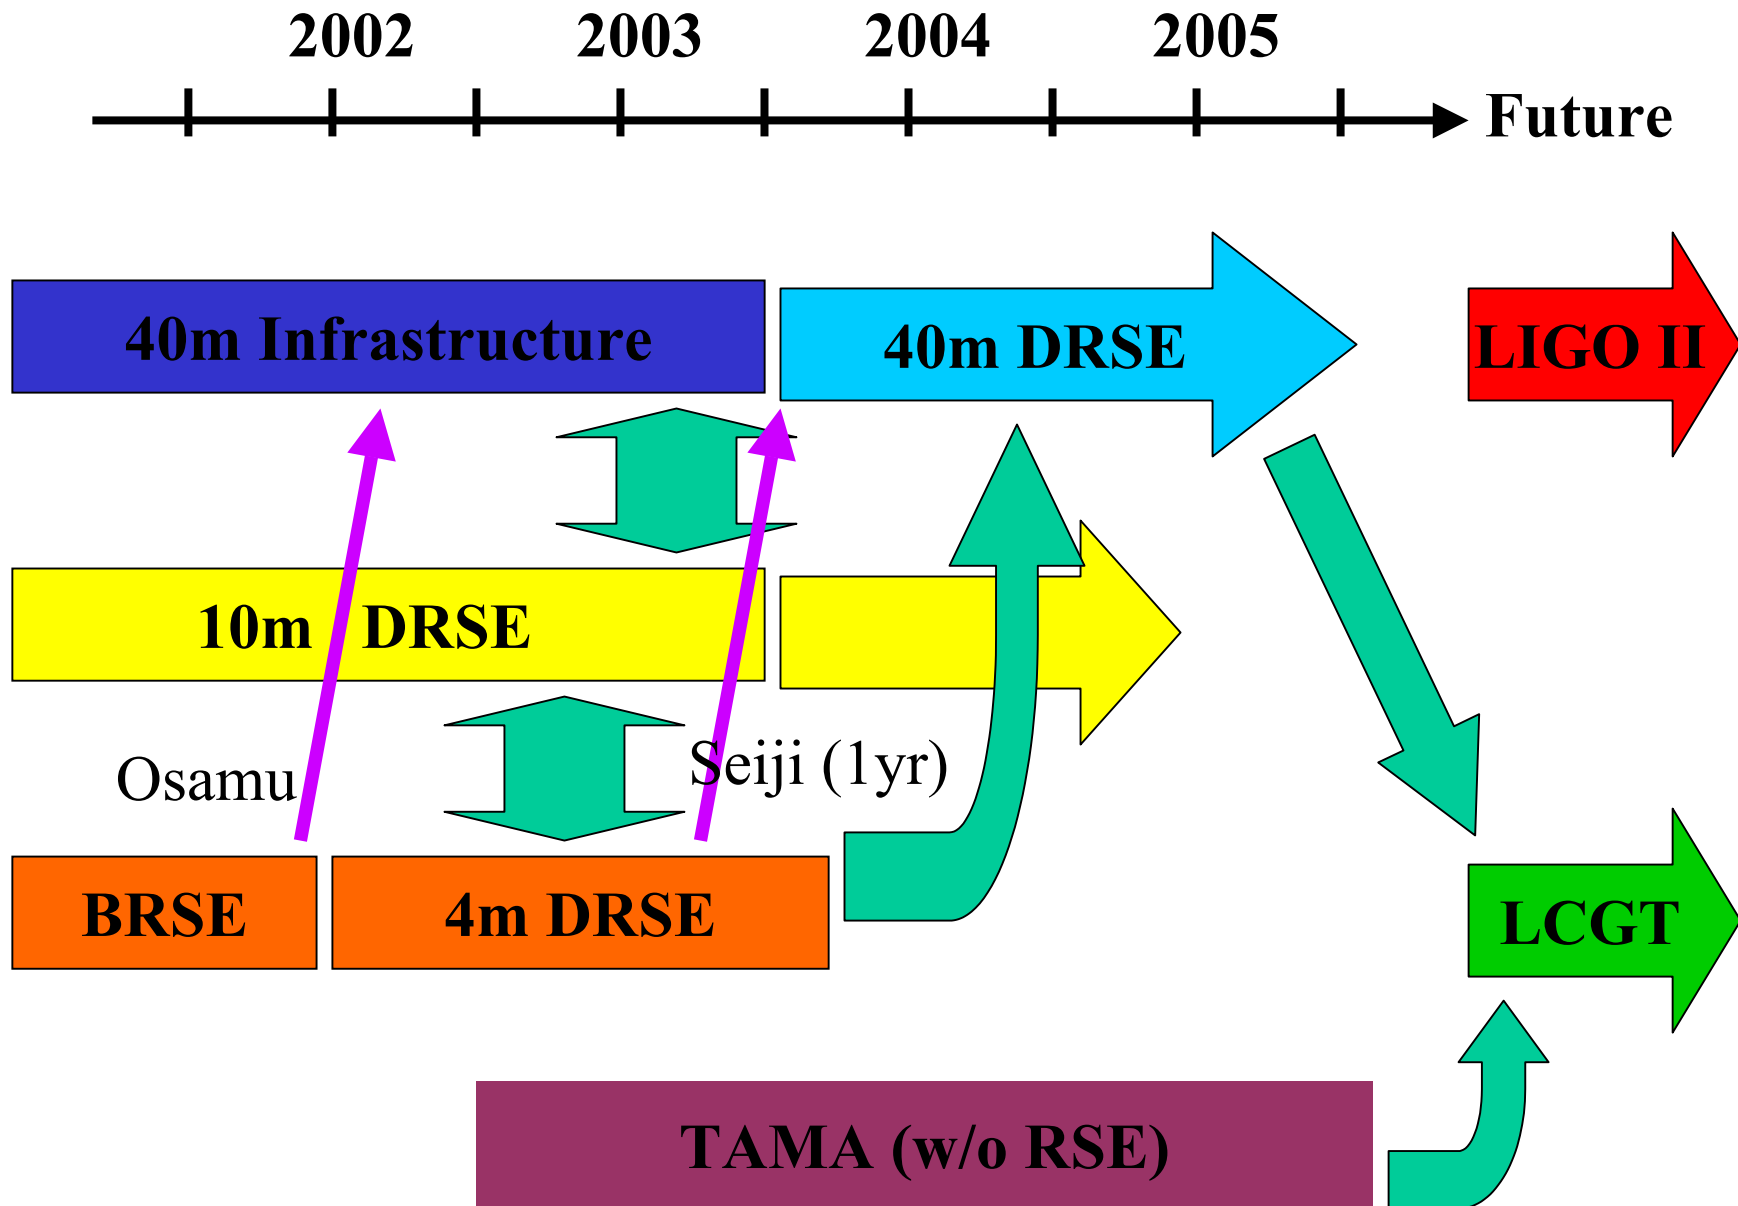 2002 2003 2004 2005
Future
40m Infrastructure
40m DRSE
LIGO II
10m DRSE
Osamu
Seiji (1yr)
BRSE
4m DRSE
LCGT
TAMA (w/o RSE)